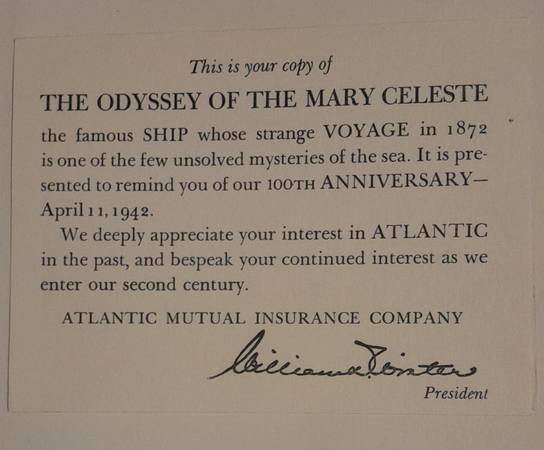 This is your copy of
THE ODYSSEY OF THE MARY CELESTE
the famous SHIP whose strange VOYAGE in 1872
is one of the few unsolved mysteries of the sea. It is pre-
sented to remind you of our 100TH ANNIVERSARY—
April 11, 1942.
We deeply appreciate your interest in ATLANTIC
in the past, and bespeak your continued interest as we
enter our second century.
ATLANTIC MUTUAL INSURANCE COMPANY
William D. Winter
President